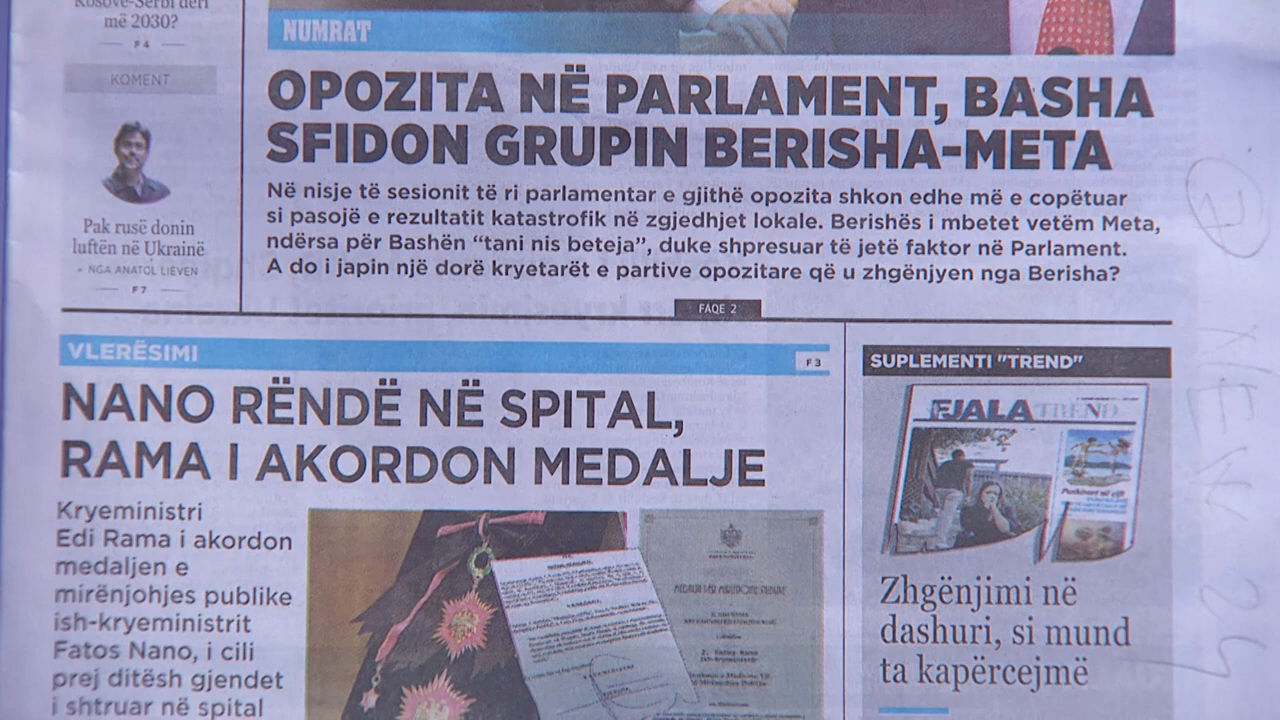 Kosovë-Serbi deri
më 2030?
F4
KOMENT
Pak rusë donin
luftën në Ukrainë
• NGA ANATOL LIEVEN
F7
NUMRAT
OPOZITA NË PARLAMENT, BASHA
SFIDON GRUPIN BERISHA-META
Në nisje të sesionit të ri parlamentar e gjithë opozita shkon edhe më e copëtuar
si pasojë e rezultatit katastrofik në zgjedhjet lokale. Berishës i mbetet vetëm Meta,
ndërsa për Bashën “tani nis beteja”, duke shpresuar të jetë faktor në Parlament.
A do i japin një dorë kryetarët e partive opozitare që u zhgënjyen nga Berisha?
FAQE 2
VLERËSIMI
F3
NANO RËNDË NË SPITAL,
RAMA I AKORDON MEDALJE
Kryeministri
Edi Rama i akordon
medaljen e
mirënjohjes publike
ish-kryeministrit
Fatos Nano, i cili
prej ditësh gjendet
i shtruar në spital
SUPLEMENTI "TREND"
FJALA TREND
Zhgënjimi në
dashuri, si mund
ta kapërcejmë
7